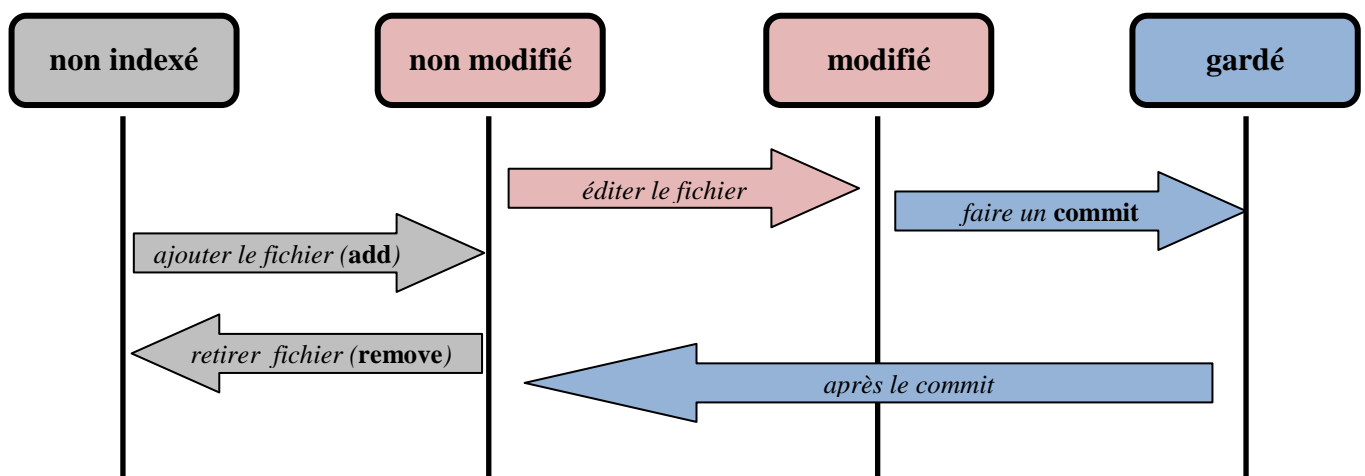 non indexé
non modifié
modifié
gardé
éditer le fichier
faire un commit
ajouter le fichier (add)
retirer fichier (remove)
après le commit